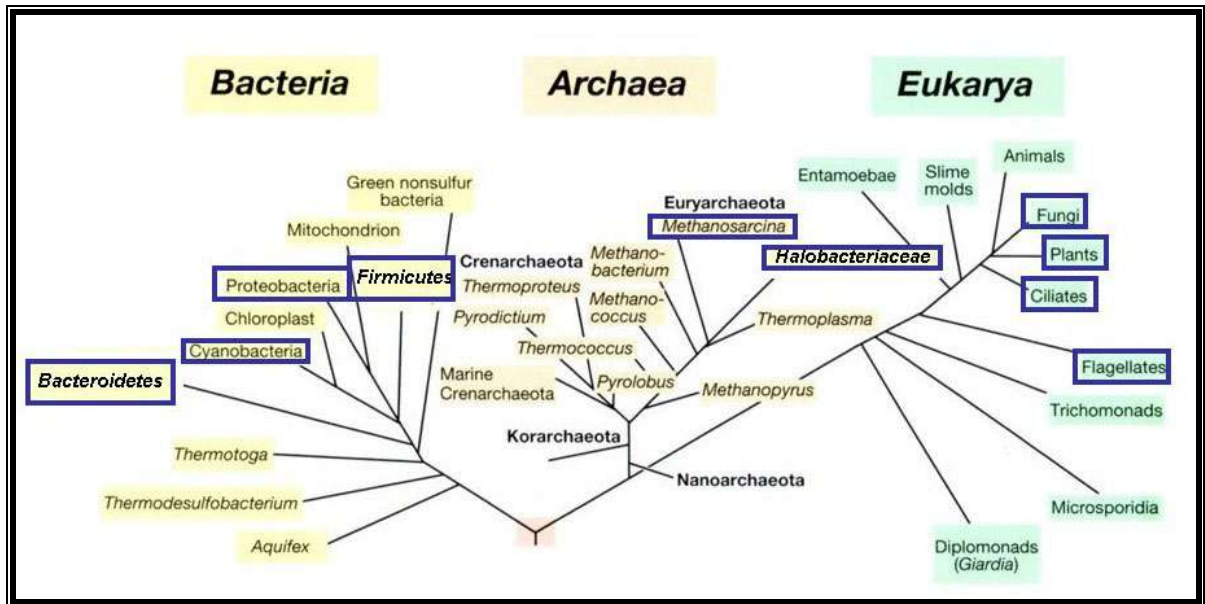 Bacteria
Archaea
Eukarya
Green nonsulfur
bacteria
Mitochondrion
Proteobacteria
Firmicutes
Chloroplast
Cyanobacteria
Bacteroidetes
Thermotoga
Thermodesulfobacterium
Aquifex
Crenarchaeota
Thermoproteus
Pyrodictium
Thermococcus
Marine
Crenarchaeota
Pyrolobus
Korarchaeota
Nanoarchaeota
Euryarchaeota
Methanosarcina
Methano-
bacterium
Methano-
coccus
Halobacteriaceae
Thermoplasma
Methanopyrus
Entamoebae
Slime
molds
Animals
Fungi
Plants
Ciliates
Flagellates
Trichomonads
Microsporidia
Diplomonads
(Giardia)